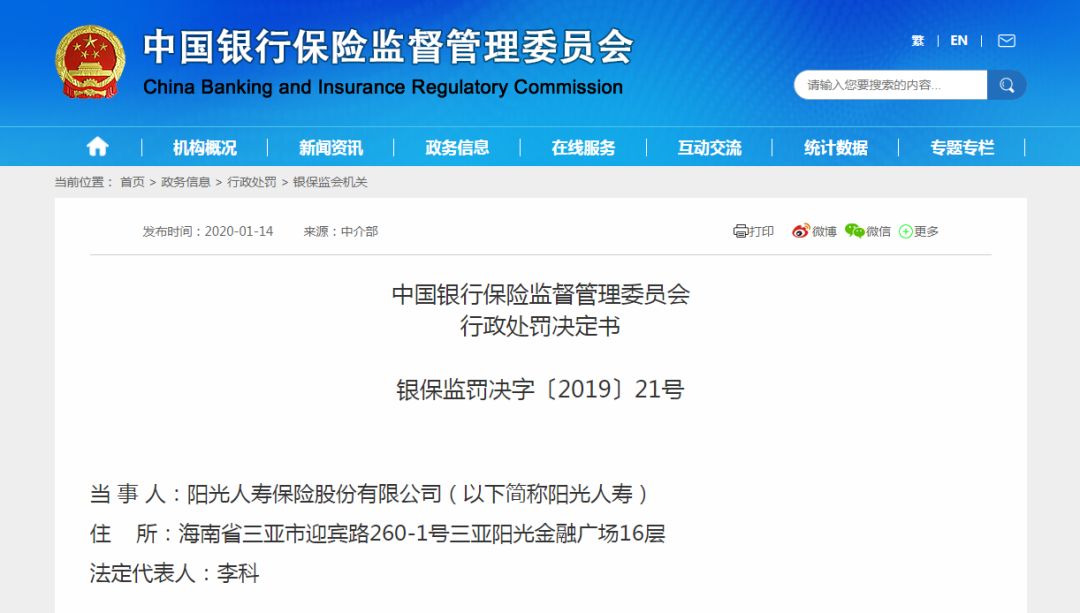 中国银行保险监督管理委员会
China Banking and Insurance Regulatory Commission
繁 | EN |
请输入您要搜索的内容...
机构概况 | 新闻资讯 | 政务信息 | 在线服务 | 互动交流 | 统计数据 | 专题专栏
当前位置： 首页 > 政务信息 > 行政处罚 > 银保监会机关
发布时间：2020-01-14 来源：中介部 打印 微博 微信 更多
中国银行保险监督管理委员会
行政处罚决定书
银保监罚决字〔2019〕21号
当 事 人：阳光人寿保险股份有限公司（以下简称阳光人寿）
住 所：海南省三亚市迎宾路260-1号三亚阳光金融广场16层
法定代表人：李科